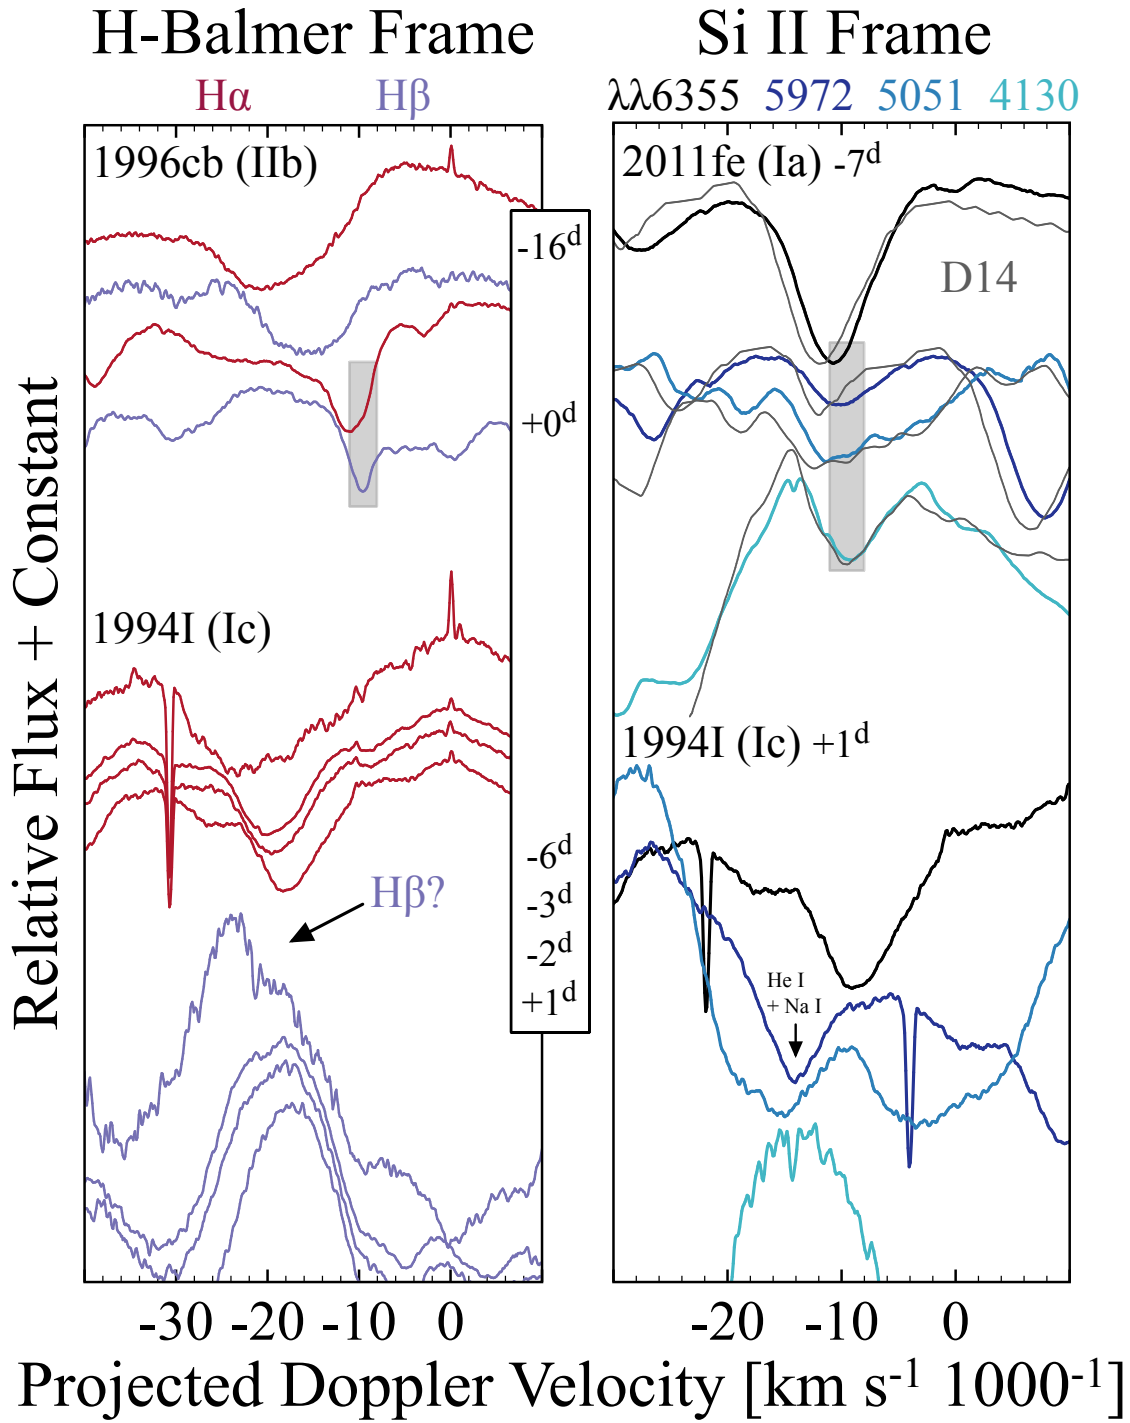 H-Balmer Frame
Si II Frame
Hα Hβ
λλ6355 5972 5051 4130
1996cb (IIb)
-16d
+0d
1994I (Ic)
-6d
-3d
-2d
+1d
Hβ?
2011fe (Ia) -7d
D14
1994I (Ic) +1d
He I
+ Na I
Relative Flux + Constant
-30 -20 -10 0
-20 -10 0
Projected Doppler Velocity [km s-1 1000-1]